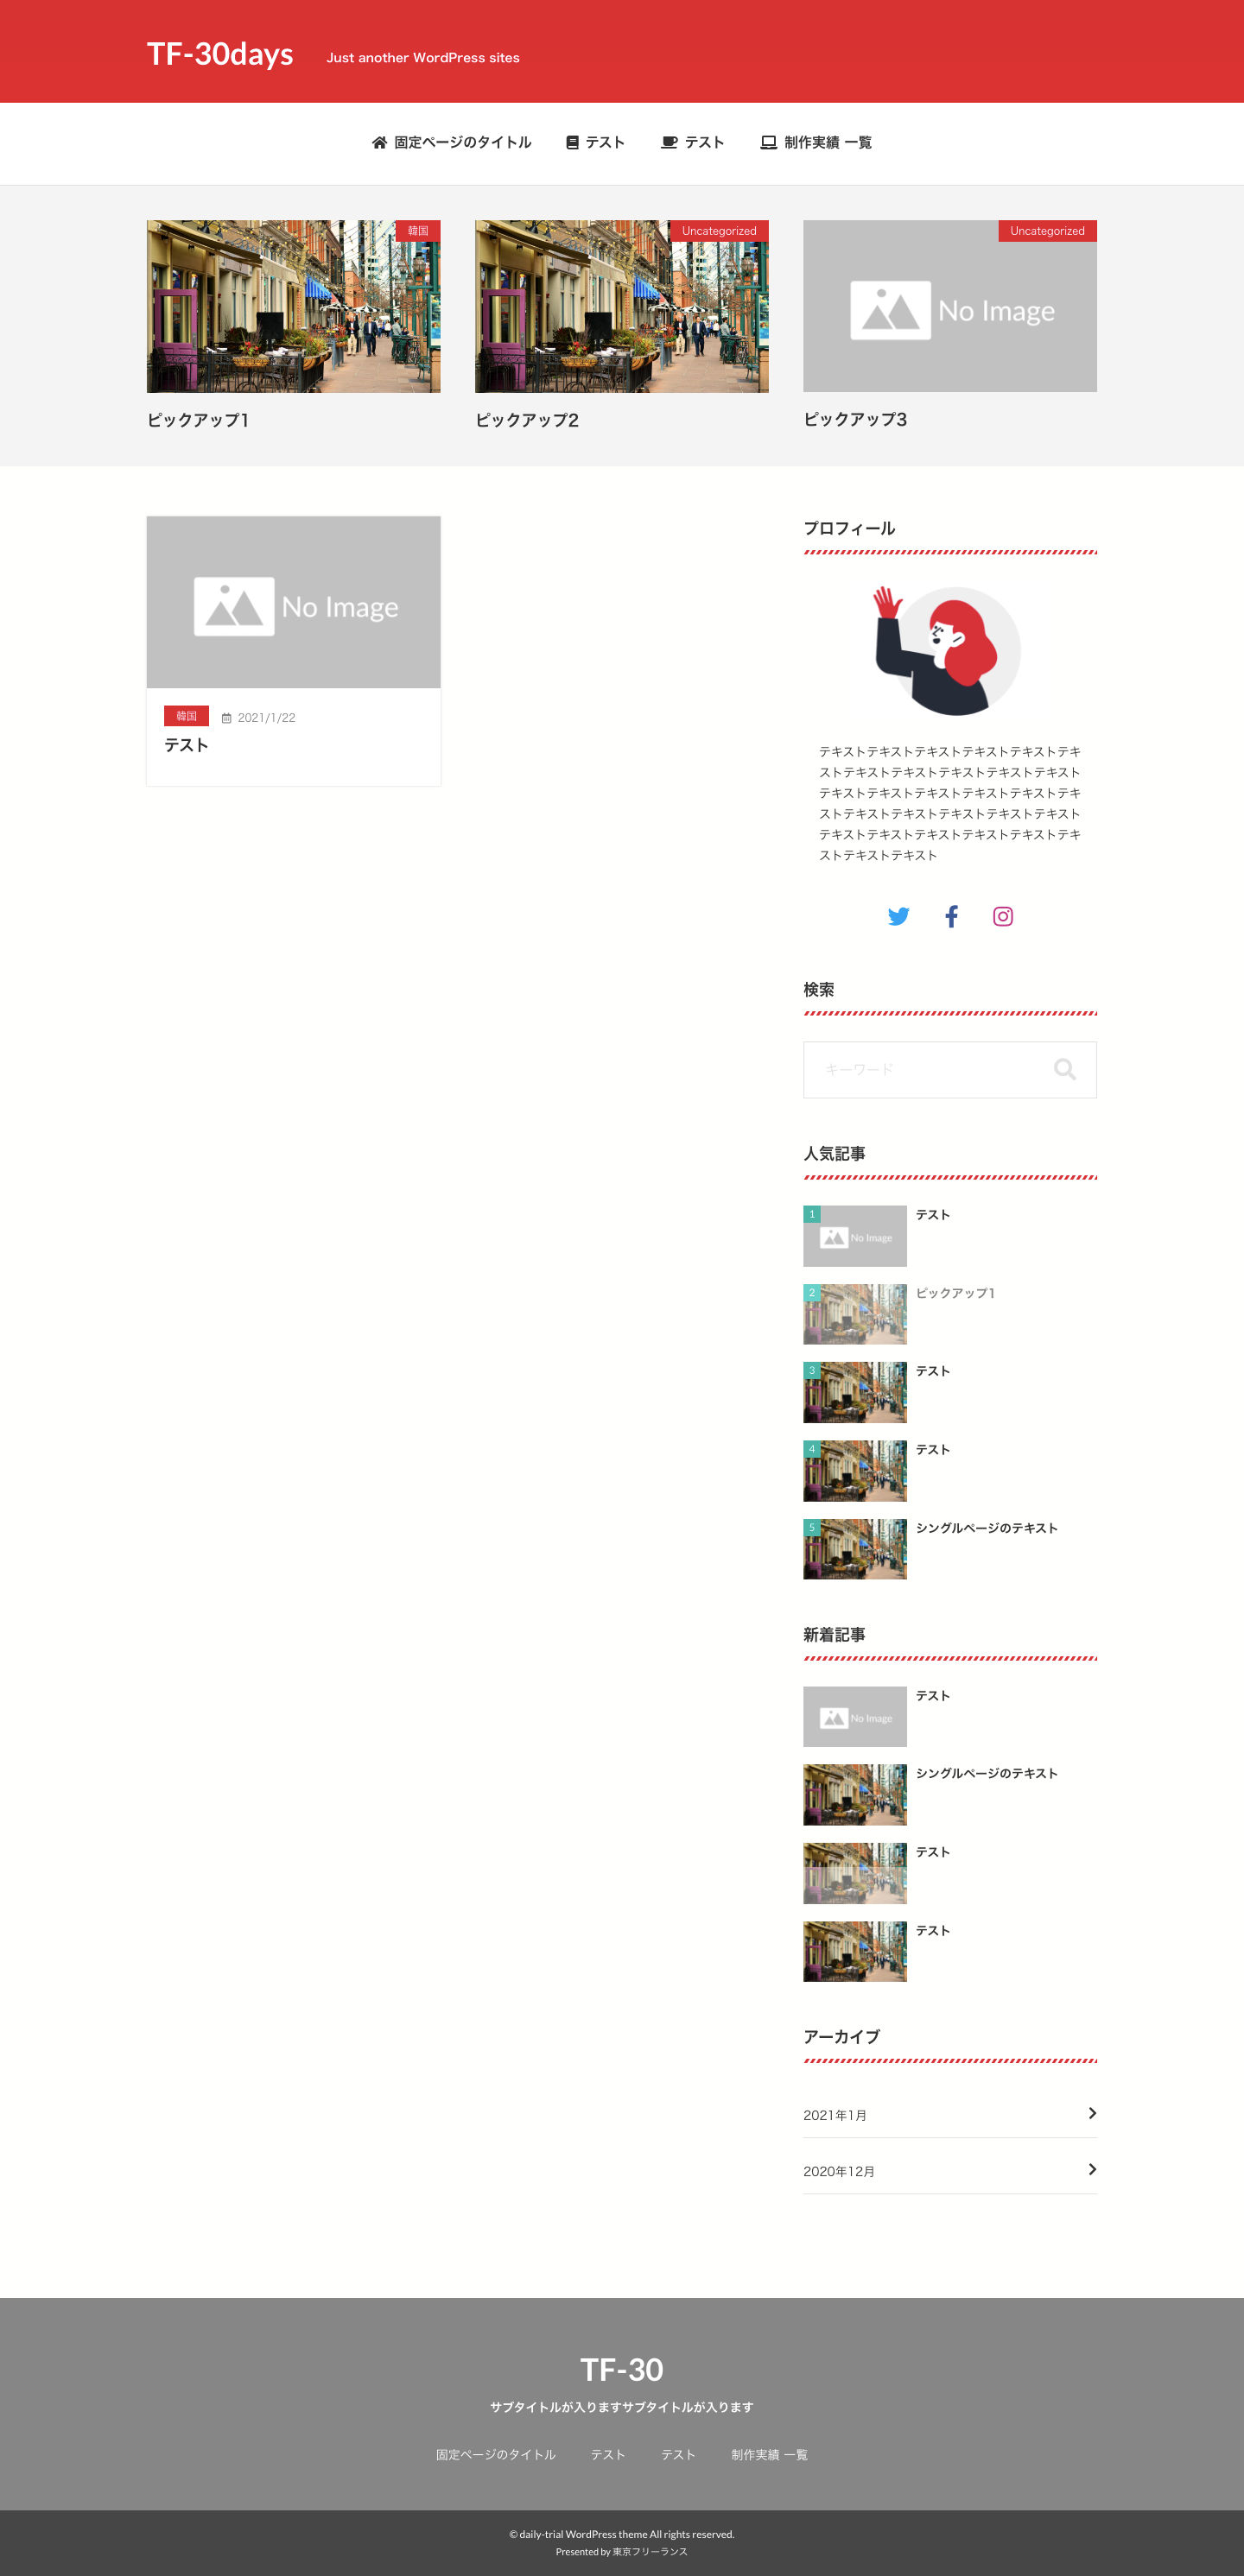 TF-30days
Just another WordPress sites
固定ページのタイトル テスト テスト 制作実績 一覧
韓国
Uncategorized
Uncategorized
No Image
ピックアップ1
ピックアップ2
ピックアップ3
No Image
韓国 2021/1/22
テスト
プロフィール
テキストテキストテキストテキストテキストテキ
ストテキストテキストテキストテキストテキスト
テキストテキストテキストテキストテキストテキ
ストテキストテキストテキストテキストテキスト
テキストテキストテキストテキストテキストテキ
ストテキストテキスト
検索
キーワード
人気記事
1
No Image
テスト
2
ピックアップ1
3
テスト
4
テスト
5
シングルページのテキスト
新着記事
No Image
テスト
シングルページのテキスト
テスト
テスト
アーカイブ
2021年1月
2020年12月
TF-30
サブタイトルが入りますサブタイトルが入ります
固定ページのタイトル テスト テスト 制作実績 一覧
© daily-trial WordPress theme All rights reserved.
Presented by 東京フリーランス